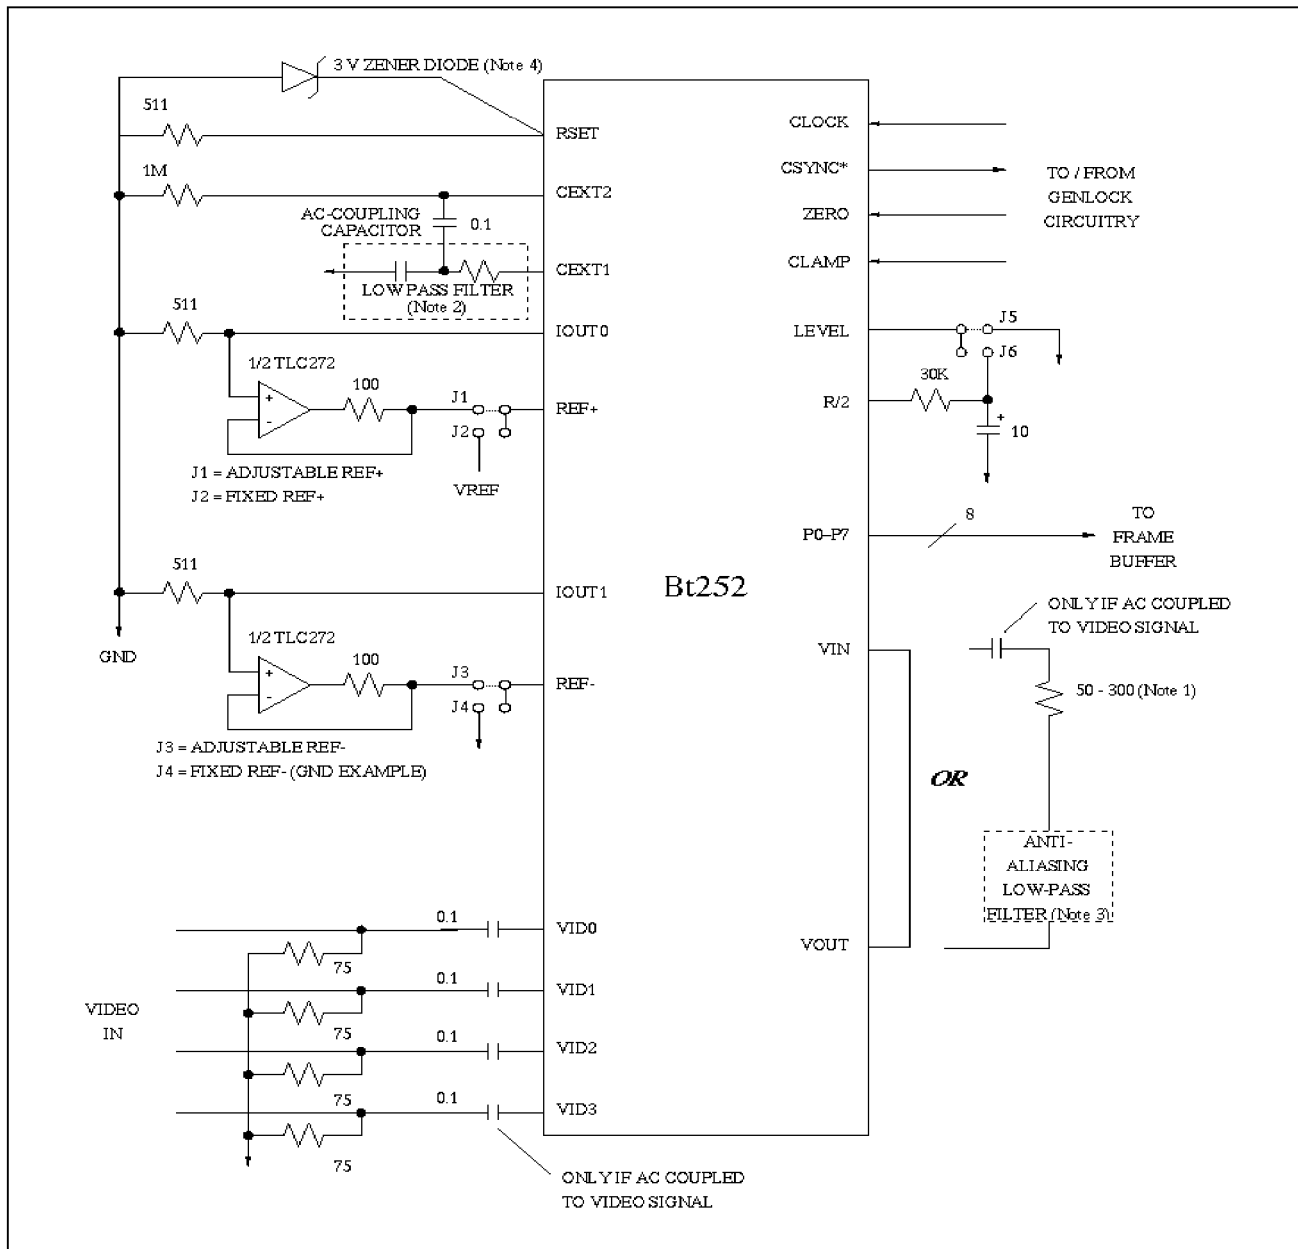 3 V ZENER DIODE (Note 4)
511
RSET
1M
CEXT2
AC-COUPLING
CAPACITOR
0.1
CEXT1
LOW PASS FILTER
(Note 2)
511
IOUT0
1/2 TLC272
+
-
100
J1
J2
REF+
J1 = ADJUSTABLE REF+
J2 = FIXED REF+
VREF
511
IOUT1
GND
1/2 TLC272
+
-
100
J3
J4
REF-
J3 = ADJUSTABLE REF-
J4 = FIXED REF- (GND EXAMPLE)
Bt252
CLOCK
CSYNC*
ZERO
CLAMP
TO / FROM
GENLOCK
CIRCUITRY
LEVEL
J5
J6
30K
R/2
+
10
P0-P7
8
TO
FRAME
BUFFER
VIN
ONLY IF AC COUPLED
TO VIDEO SIGNAL
50 - 300 (Note 1)
OR
ANTI-
ALIASING
LOW-PASS
FILTER (Note 3)
VOUT
VIDEO
IN
0.1
VID0
75
0.1
VID1
75
0.1
VID2
75
0.1
VID3
75
ONLY IF AC COUPLED
TO VIDEO SIGNAL